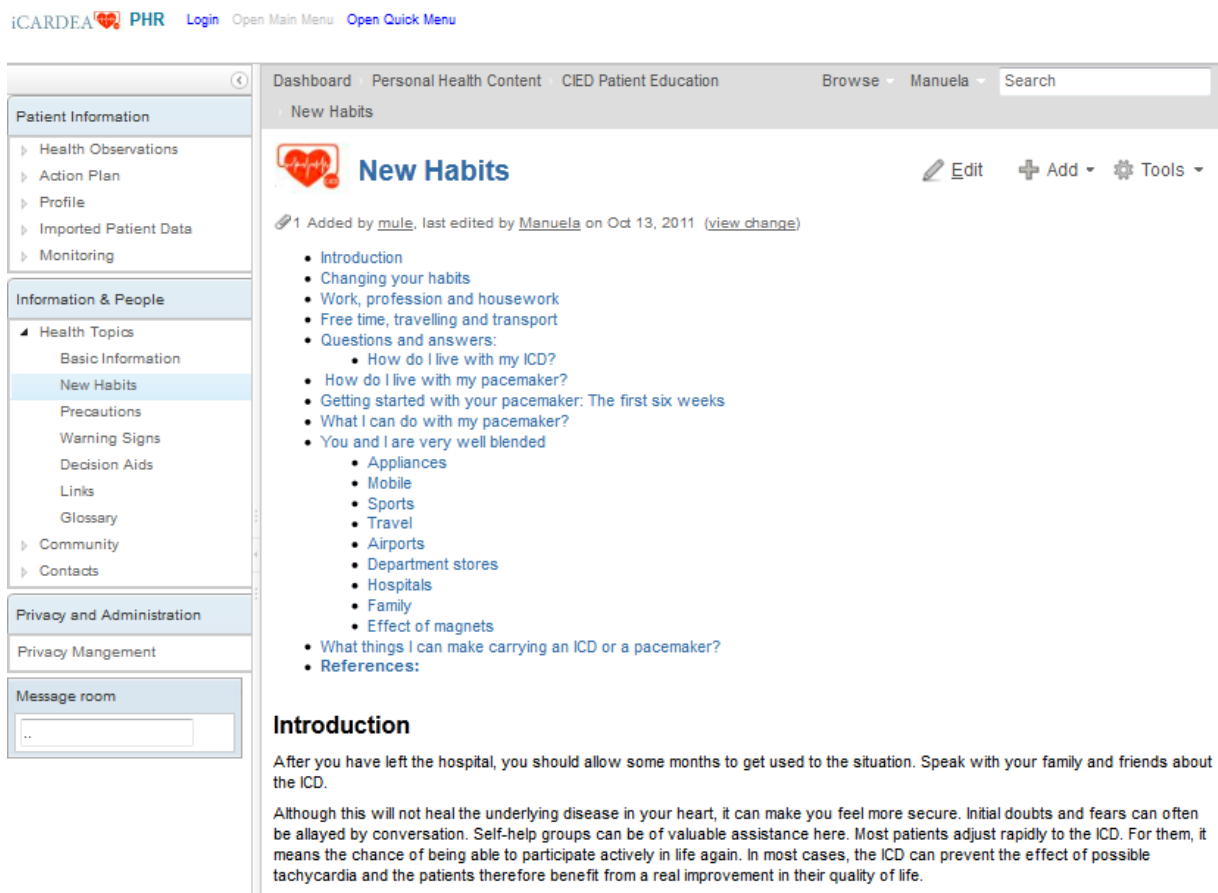 iCARDEA PHR Login Open Main Menu Open Quick Menu
Patient Information
Health Observations
Action Plan
Profile
Imported Patient Data
Monitoring
Information & People
Health Topics
Basic Information
New Habits
Precautions
Warning Signs
Decision Aids
Links
Glossary
Community
Contacts
Privacy and Administration
Privacy Mangement
Message room
..
Dashboard Personal Health Content CIED Patient Education Browse Manuela Search
New Habits
New Habits Edit Add Tools
1 Added by mule, last edited by Manuela on Oct 13, 2011 (view change)
Introduction
Changing your habits
Work, profession and housework
Free time, travelling and transport
Questions and answers:
How do I live with my ICD?
How do I live with my pacemaker?
Getting started with your pacemaker: The first six weeks
What I can do with my pacemaker?
You and I are very well blended
Appliances
Mobile
Sports
Travel
Airports
Department stores
Hospitals
Family
Effect of magnets
What things I can make carrying an ICD or a pacemaker?
References:
Introduction
After you have left the hospital, you should allow some months to get used to the situation. Speak with your family and friends about
the ICD.
Although this will not heal the underlying disease in your heart, it can make you feel more secure. Initial doubts and fears can often
be allayed by conversation. Self-help groups can be of valuable assistance here. Most patients adjust rapidly to the ICD. For them, it
means the chance of being able to participate actively in life again. In most cases, the ICD can prevent the effect of possible
tachycardia and the patients therefore benefit from a real improvement in their quality of life.